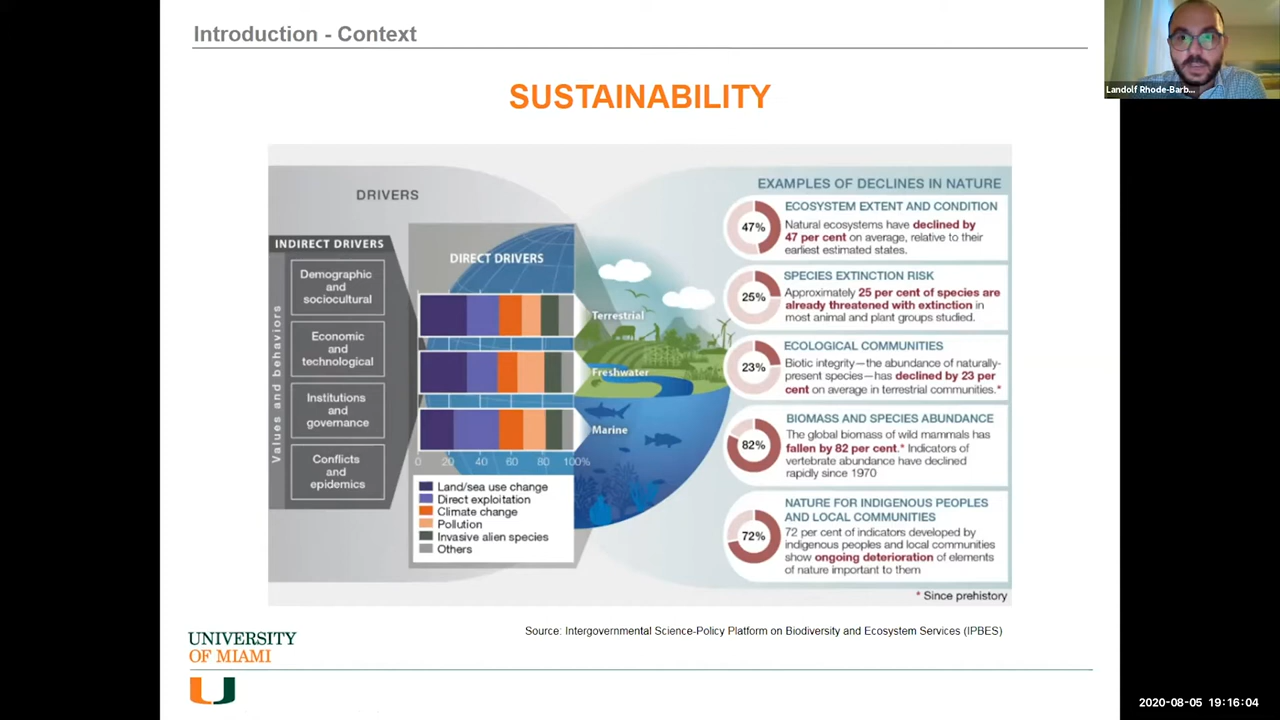 Introduction - Context
Landolf Rhode-Barb...
SUSTAINABILITY
DRIVERS
INDIRECT DRIVERS
Values and behaviors
Demographic
and
sociocultural
Economic
and
technological
Institutions
and
governance
Conflicts
and
epidemics
DIRECT DRIVERS
Terrestrial
Freshwater
Marine
0 20 40 60 80 100%
Land/sea use change
Direct exploitation
Climate change
Pollution
Invasive alien species
Others
EXAMPLES OF DECLINES IN NATURE
47%
ECOSYSTEM EXTENT AND CONDITION
Natural ecosystems have declined by
47 per cent on average, relative to their
earliest estimated states.
25%
SPECIES EXTINCTION RISK
Approximately 25 per cent of species are
already threatened with extinction in
most animal and plant groups studied.
23%
ECOLOGICAL COMMUNITIES
Biotic integrity—the abundance of naturally-
present species—has declined by 23 per
cent on average in terrestrial communities.*
82%
BIOMASS AND SPECIES ABUNDANCE
The global biomass of wild mammals has
fallen by 82 per cent.* Indicators of
vertebrate abundance have declined
rapidly since 1970
72%
NATURE FOR INDIGENOUS PEOPLES
AND LOCAL COMMUNITIES
72 per cent of indicators developed by
indigenous peoples and local communities
show ongoing deterioration of elements
of nature important to them
* Since prehistory
Source: Intergovernmental Science-Policy Platform on Biodiversity and Ecosystem Services (IPBES)
UNIVERSITY
OF MIAMI
2020-08-05 19:16:04